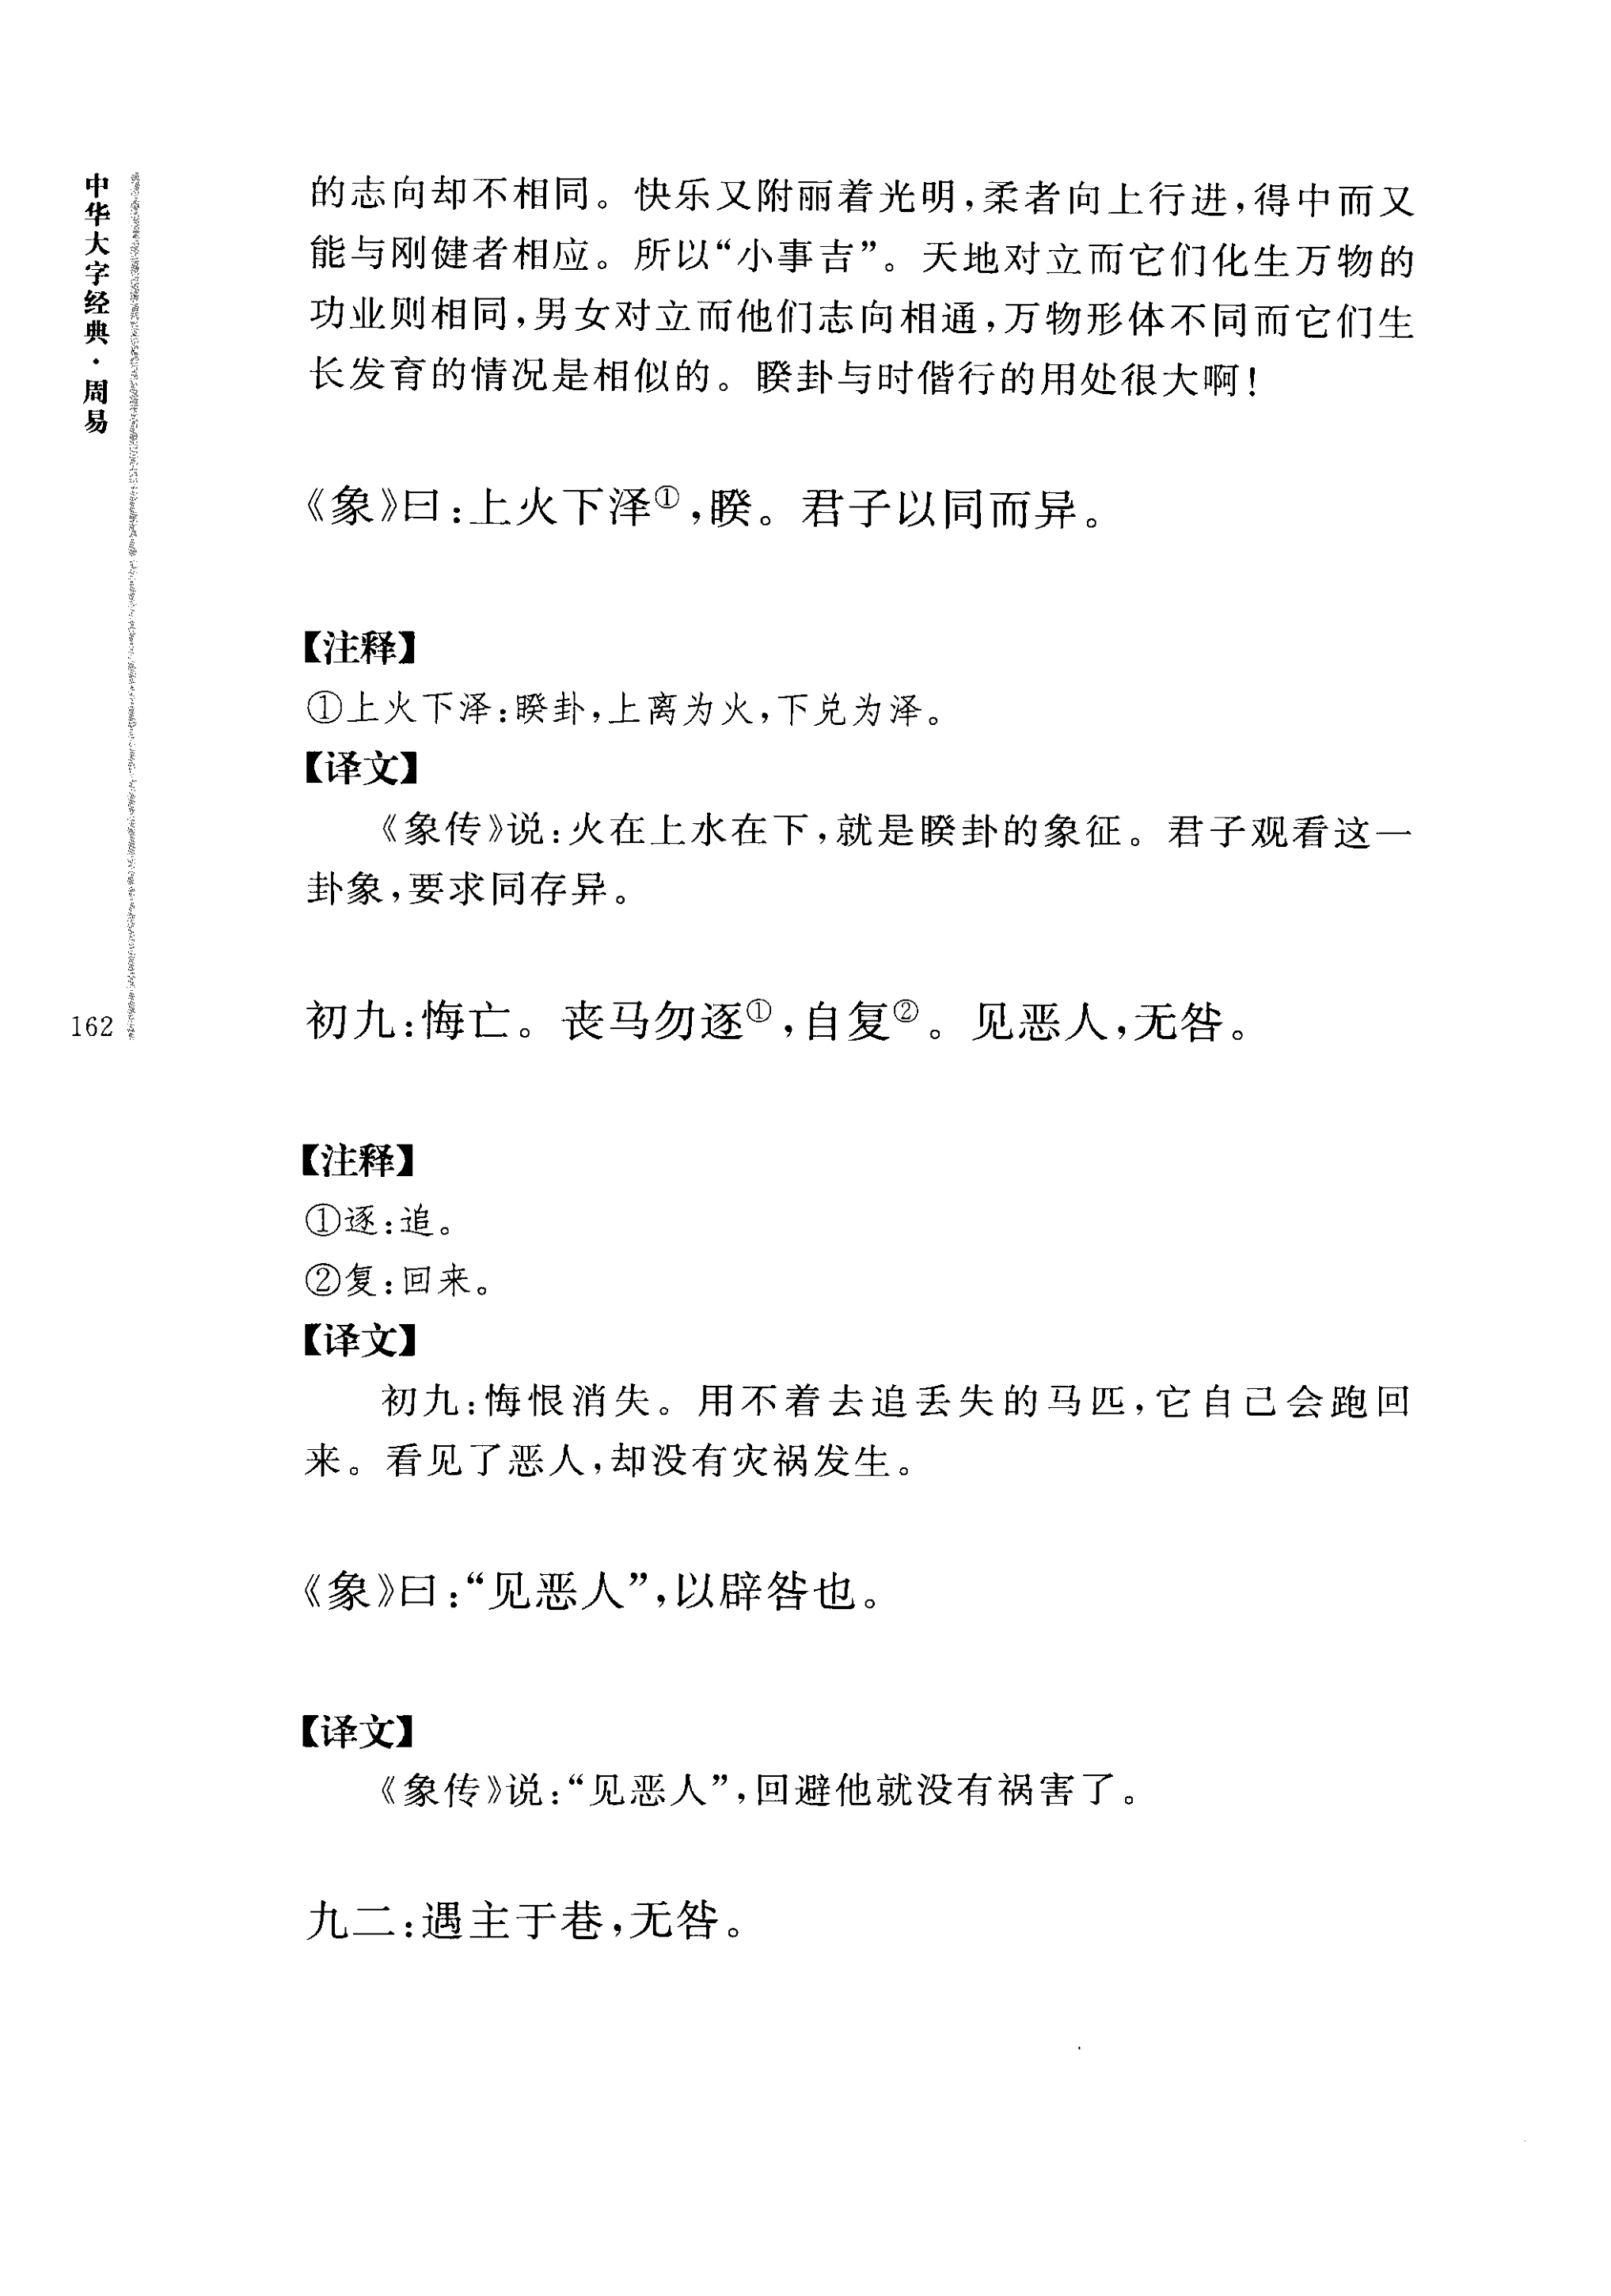 中华大字经典·周易
162
的志向却不相同。快乐又附丽着光明,柔者向上行进,得中而又
能与刚健者相应。所以“小事吉”。天地对立而它们化生万物的
功业则相同,男女对立而他们志向相通,万物形体不同而它们生
长发育的情况是相似的。睽卦与时偕行的用处很大啊!
《象》曰:上火下泽①,睽。君子以同而异。
【注释】
①上火下泽:睽卦,上离为火,下兑为泽。
【译文】
《象传》说:火在上水在下,就是睽卦的象征。君子观看这一
卦象,要求同存异。
初九:悔亡。丧马勿逐①,自复②。见恶人,无咎。
【注释】
①逐:追。
②复:回来。
【译文】
初九:悔恨消失。用不着去追丢失的马匹,它自己会跑回
来。看见了恶人,却没有灾祸发生。
《象》曰:“见恶人”,以辟咎也。
【译文】
《象传》说:“见恶人”,回避他就没有祸害了。
九二:遇主于巷,无咎。